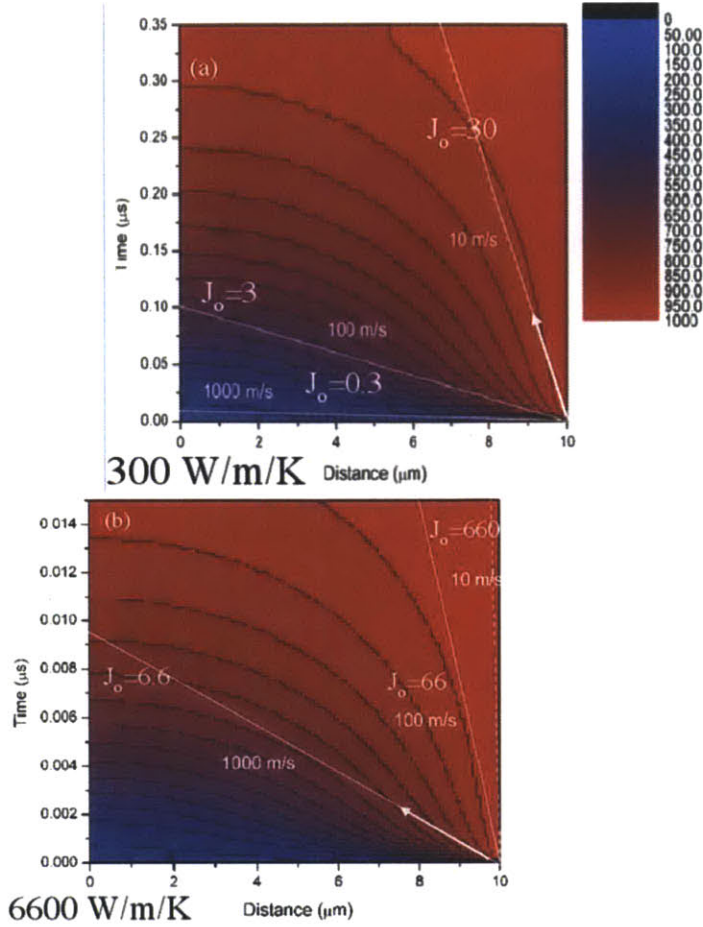 0.35
0.30
0.25
0.20
0.15
0.10
0.05
0.00
Time (μs)
(a)
Jo=30
10 m/s
Jo=3
100 m/s
1000 m/s
Jo=0.3
0 2 4 6 8 10
300 W/m/K Distance (μm)
0
50.00
100.0
150.0
200.0
250.0
300.0
350.0
400.0
450.0
500.0
550.0
600.0
650.0
700.0
750.0
800.0
850.0
900.0
950.0
1000
0.014
0.012
0.010
0.008
0.006
0.004
0.002
0.000
Time (μs)
(b)
Jo=660
10 m/s
Jo=6.6
Jo=66
100 m/s
1000 m/s
0 2 4 6 8 10
6600 W/m/K Distance (μm)